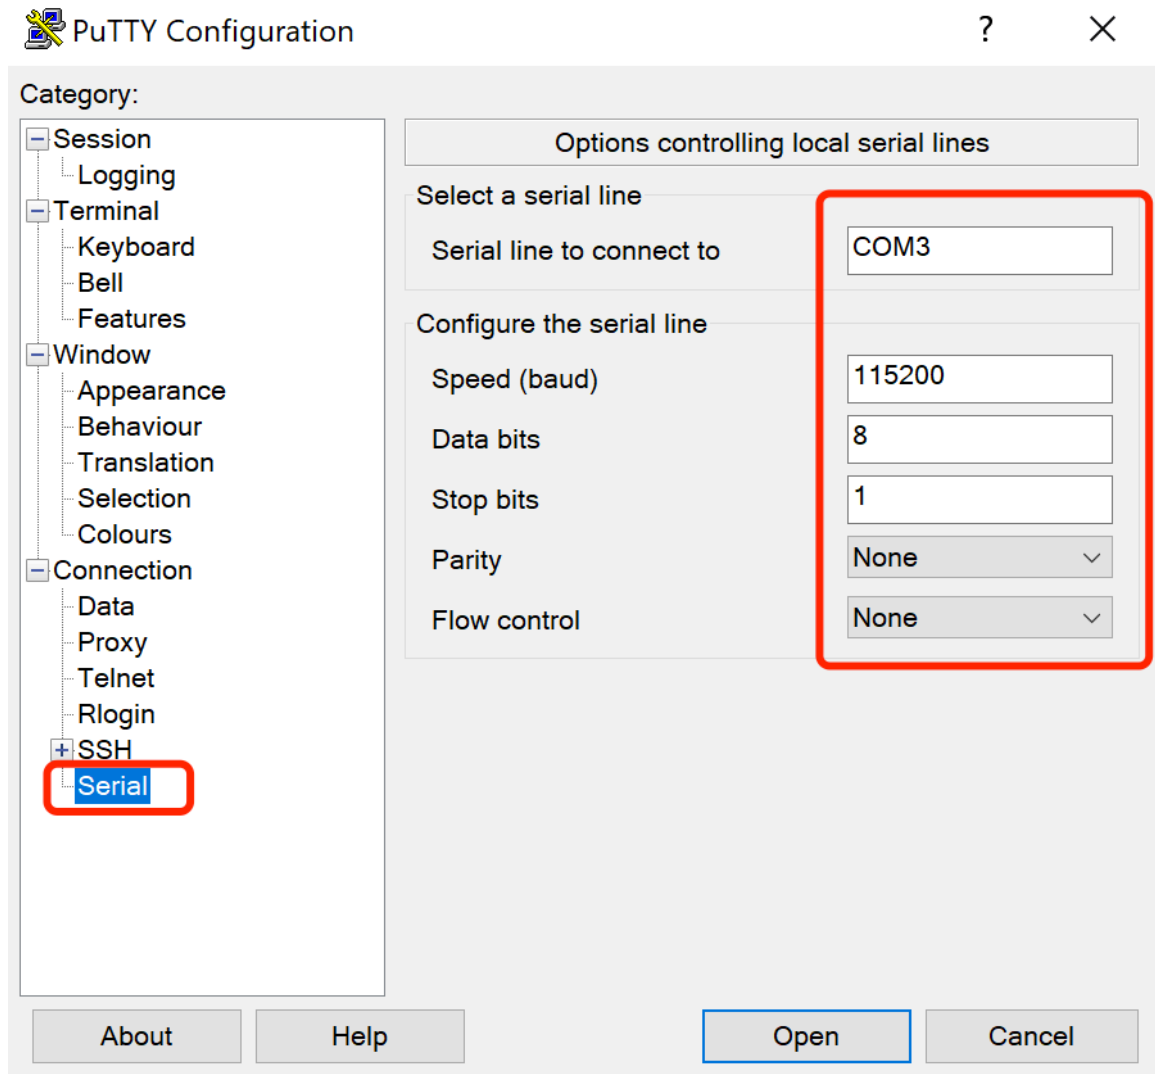 PuTTY Configuration
?
Category:
Session
Logging
Terminal
Keyboard
Bell
Features
Window
Appearance
Behaviour
Translation
Selection
Colours
Connection
Data
Proxy
Telnet
Rlogin
SSH
Serial
Options controlling local serial lines
Select a serial line
Serial line to connect to COM3
Configure the serial line
Speed (baud) 115200
Data bits 8
Stop bits 1
Parity None
Flow control None
About Help Open Cancel